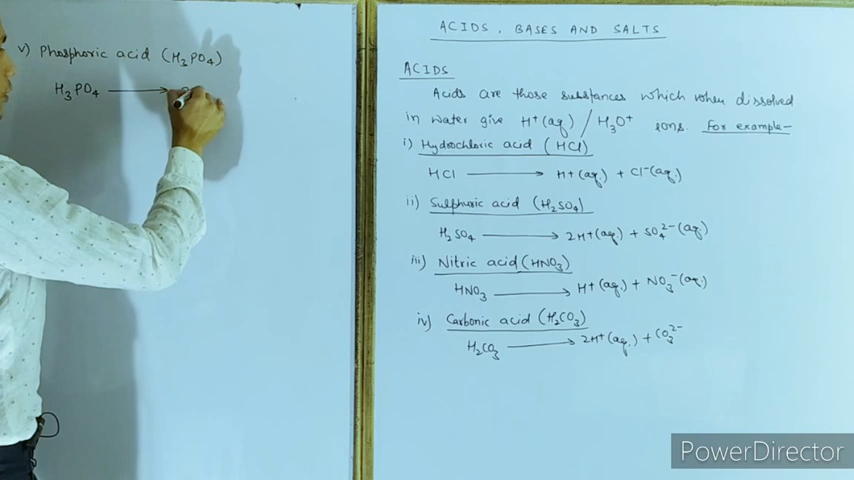 v) Phosphoric acid (H₃PO₄)
H₃PO₄ →
ACIDS, BASES AND SALTS
ACIDS
Acids are those substances which when dissolved
in water give H⁺(aq) / H₃O⁺ ions. For example-
i) Hydrochloric acid (HCl)
HCl → H+(aq) + Cl⁻(aq)
ii) Sulphuric acid (H₂SO₄)
H₂SO₄ → 2H+(aq) + SO₄²⁻(aq)
iii) Nitric acid (HNO₃)
HNO₃ → H+(aq.) + NO₃⁻(aq.)
iv) Carbonic acid (H₂CO₃)
H₂CO₃ → 2H+(aq.) + CO₃²⁻
PowerDirector